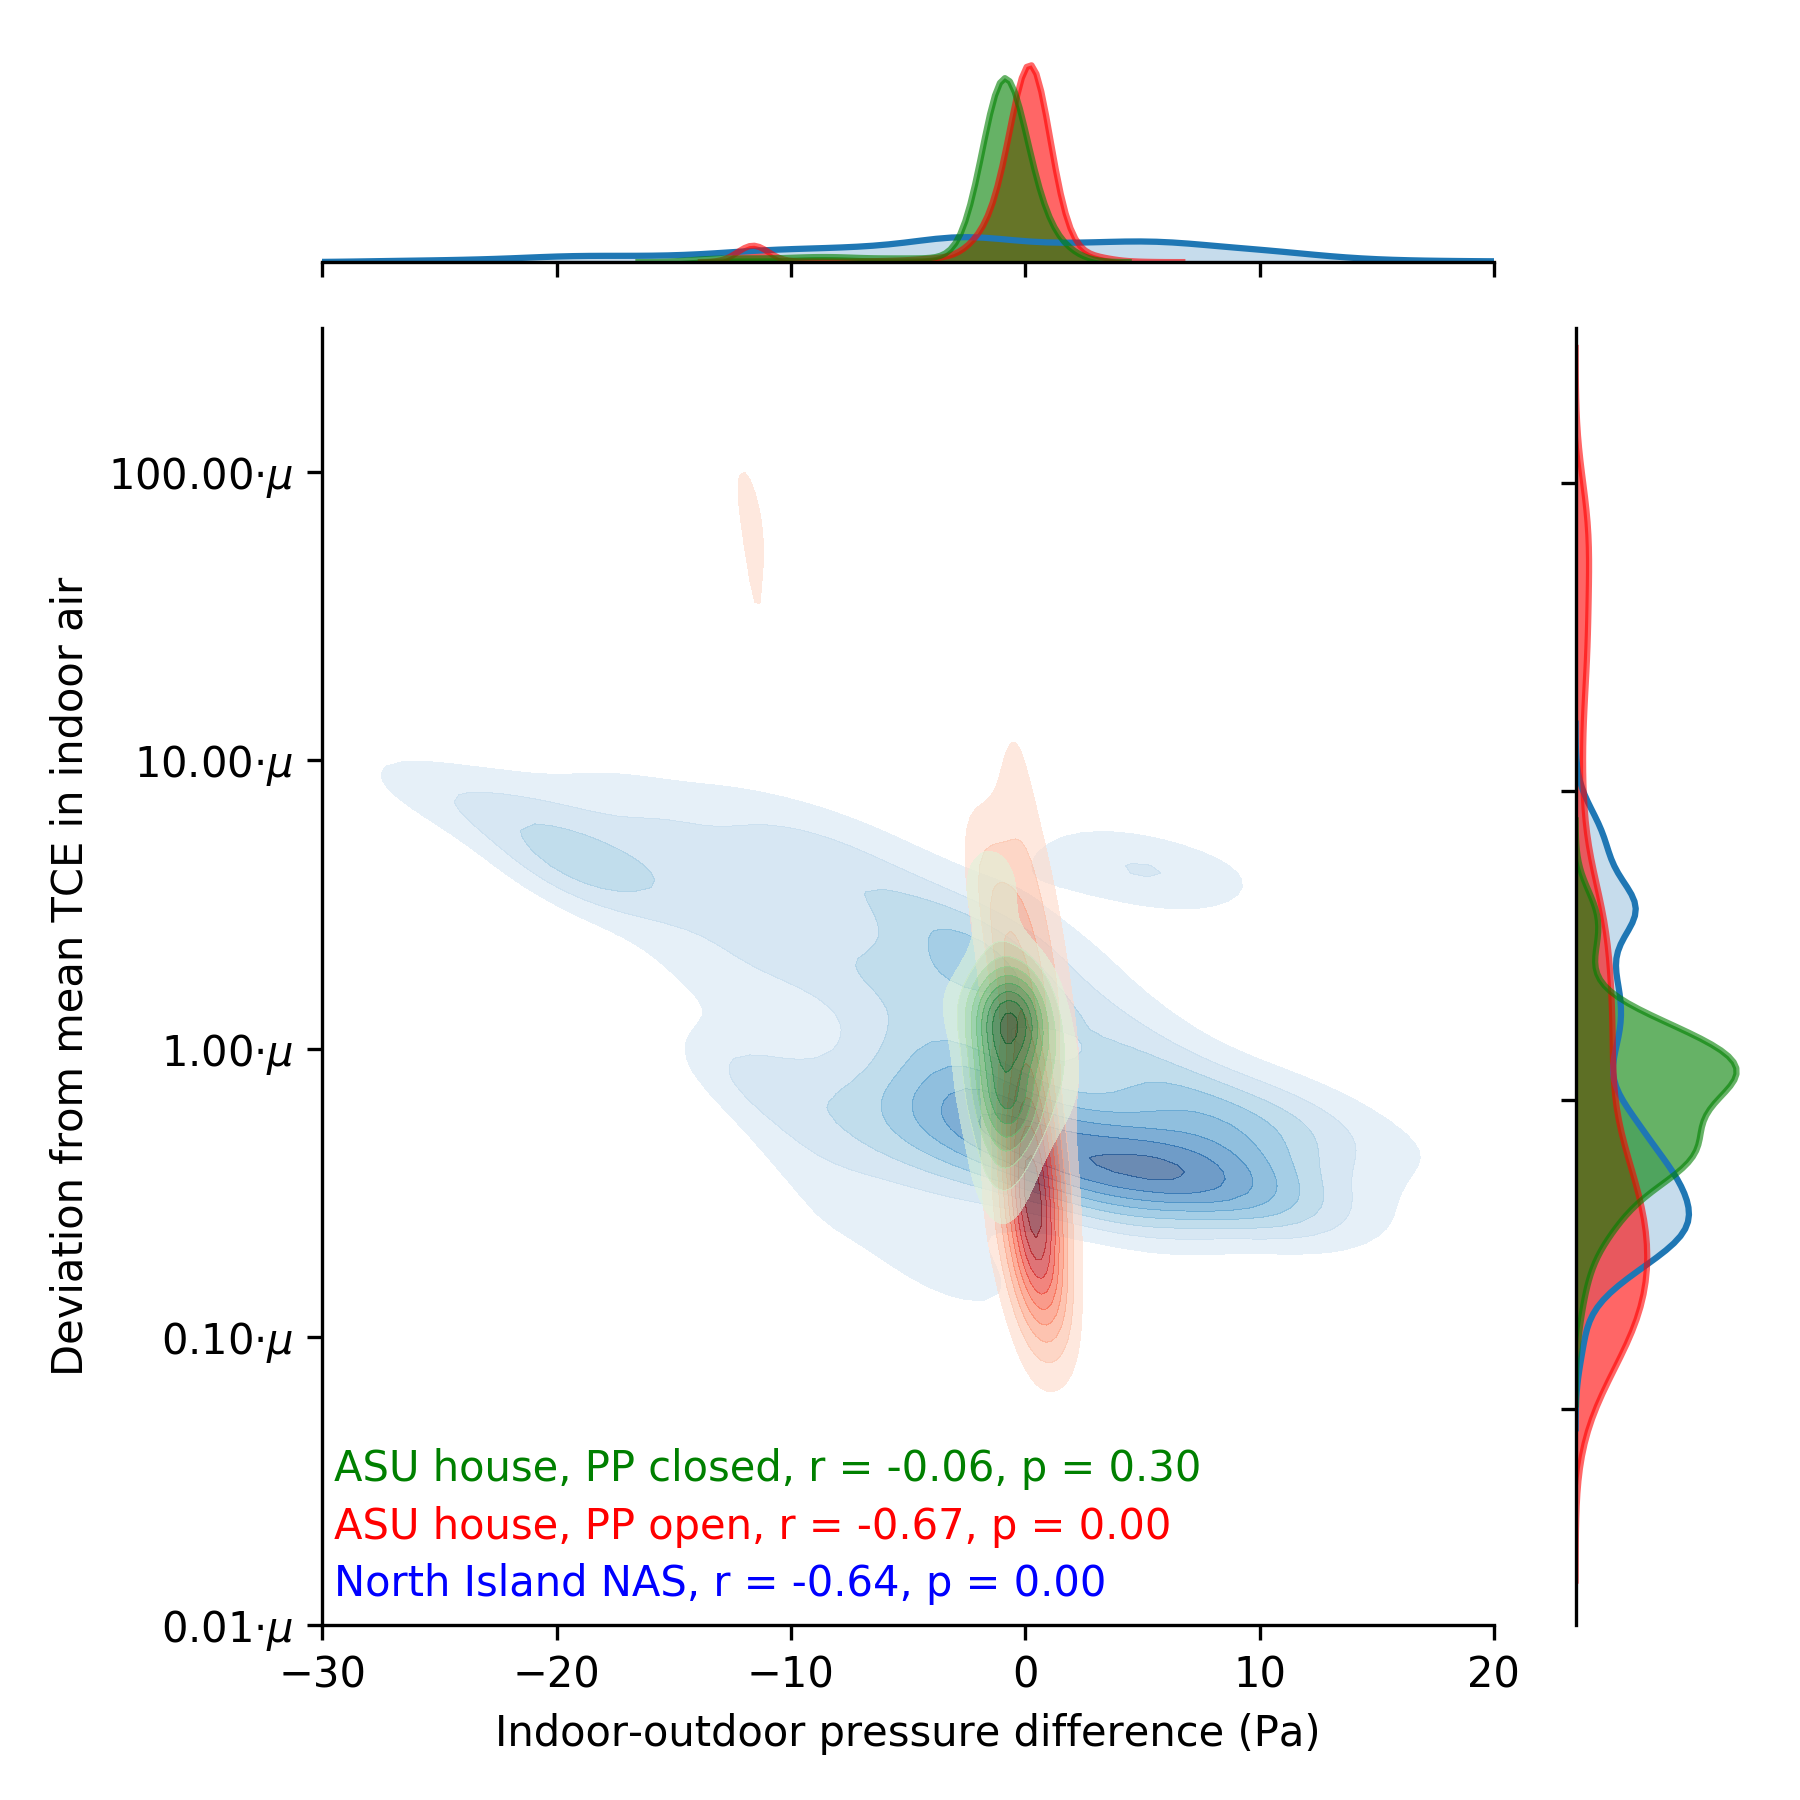 100.00·μ
10.00·μ
1.00·μ
0.10·μ
0.01·μ
Deviation from mean TCE in indoor air
ASU house, PP closed, r = -0.06, p = 0.30
ASU house, PP open, r = -0.67, p = 0.00
North Island NAS, r = -0.64, p = 0.00
−30 −20 −10 0 10 20
Indoor-outdoor pressure difference (Pa)